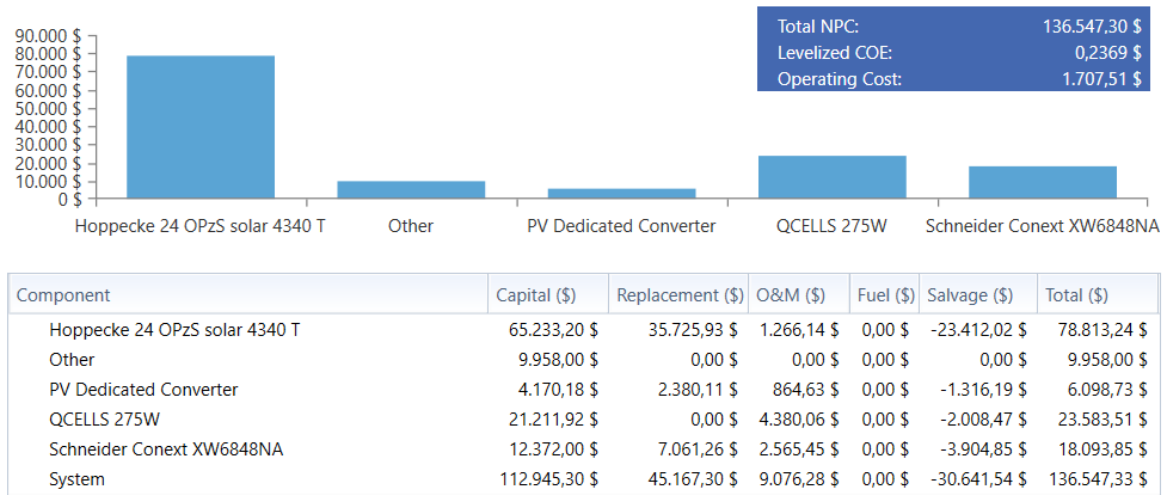 Total NPC: 136.547,30 $
Levelized COE: 0,2369 $
Operating Cost: 1.707,51 $
90.000 $
80.000 $
70.000 $
60.000 $
50.000 $
40.000 $
30.000 $
20.000 $
10.000 $
0 $
Hoppecke 24 OPzS solar 4340 T Other PV Dedicated Converter QCELLS 275W Schneider Conext XW6848NA
Component Capital ($) Replacement ($) O&M ($) Fuel ($) Salvage ($) Total ($)
Hoppecke 24 OPzS solar 4340 T 65.233,20 $ 35.725,93 $ 1.266,14 $ 0,00 $ -23.412,02 $ 78.813,24 $
Other 9.958,00 $ 0,00 $ 0,00 $ 0,00 $ 0,00 $ 9.958,00 $
PV Dedicated Converter 4.170,18 $ 2.380,11 $ 864,63 $ 0,00 $ -1.316,19 $ 6.098,73 $
QCELLS 275W 21.211,92 $ 0,00 $ 4.380,06 $ 0,00 $ -2.008,47 $ 23.583,51 $
Schneider Conext XW6848NA 12.372,00 $ 7.061,26 $ 2.565,45 $ 0,00 $ -3.904,85 $ 18.093,85 $
System 112.945,30 $ 45.167,30 $ 9.076,28 $ 0,00 $ -30.641,54 $ 136.547,33 $